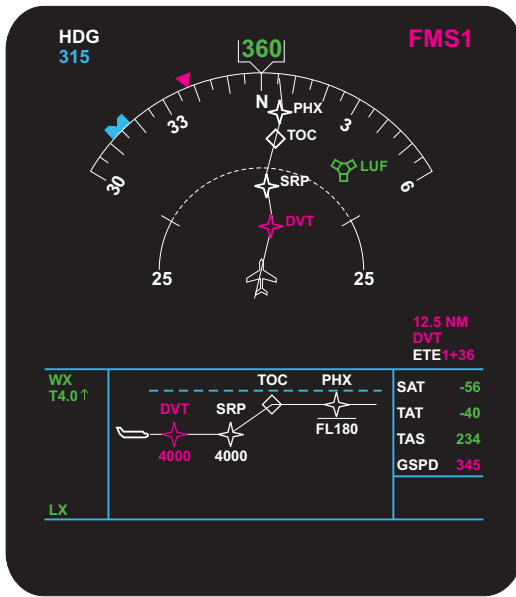 HDG
315
360
FMS1
N
33
3
30
6
PHX
TOC
LUF
SRP
DVT
25
25
12.5 NM
DVT
ETE1+36
WX
T4.0↑
LX
TOC
PHX
DVT
SRP
4000
4000
FL180
SAT -56
TAT -40
TAS 234
GSPD 345